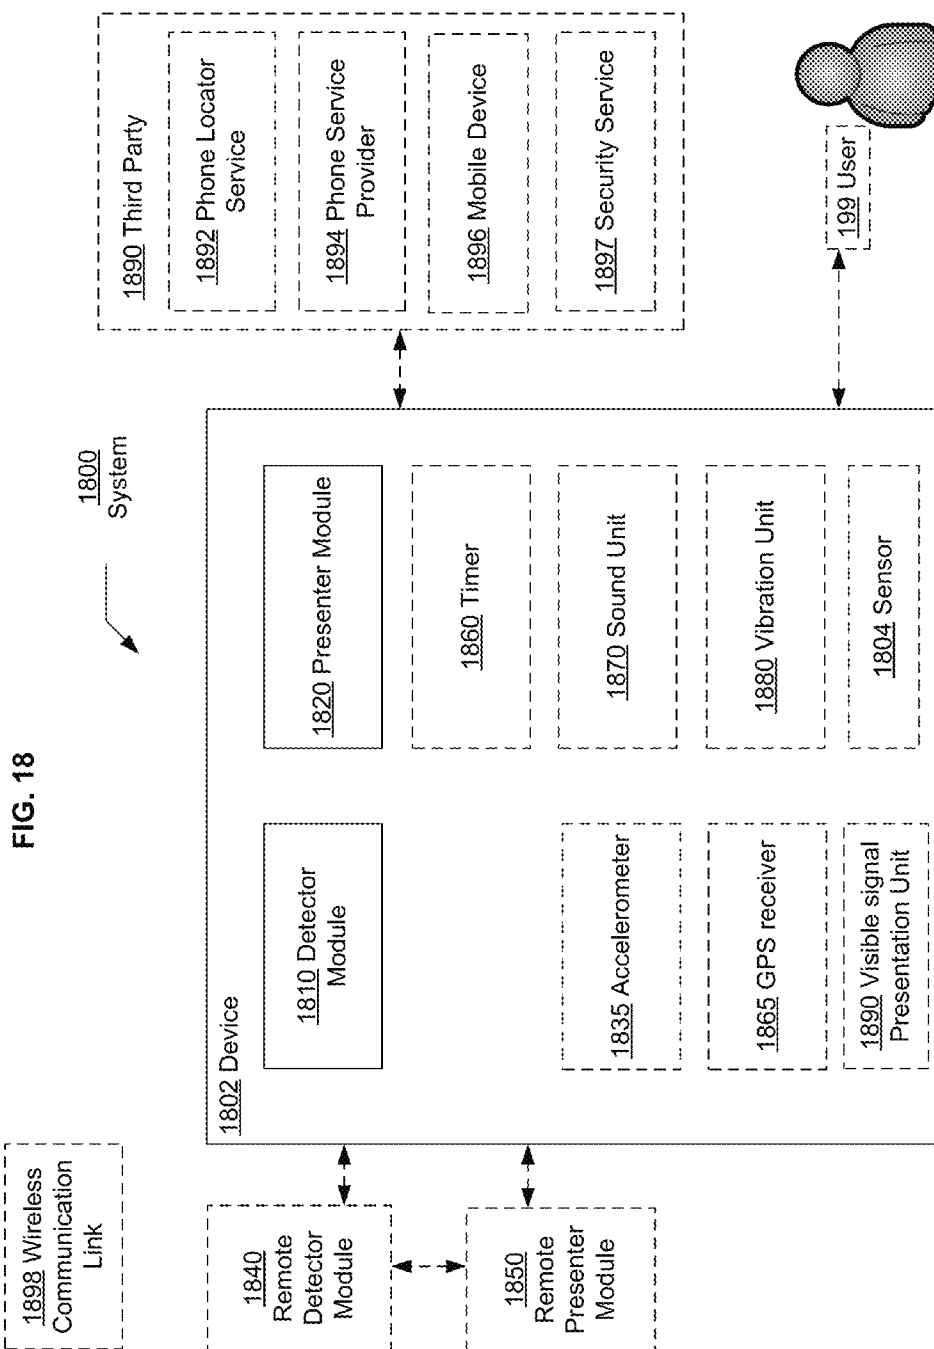 FIG. 18
1800
System
1898 Wireless
Communication
Link
1802 Device
1810 Detector
Module
1820 Presenter Module
1860 Timer
1835 Accelerometer
1870 Sound Unit
1865 GPS receiver
1880 Vibration Unit
1890 Visible signal
Presentation Unit
1804 Sensor
1840
Remote
Detector
Module
1850
Remote
Presenter
Module
1890 Third Party
1892 Phone Locator
Service
1894 Phone Service
Provider
1896 Mobile Device
1897 Security Service
199 User